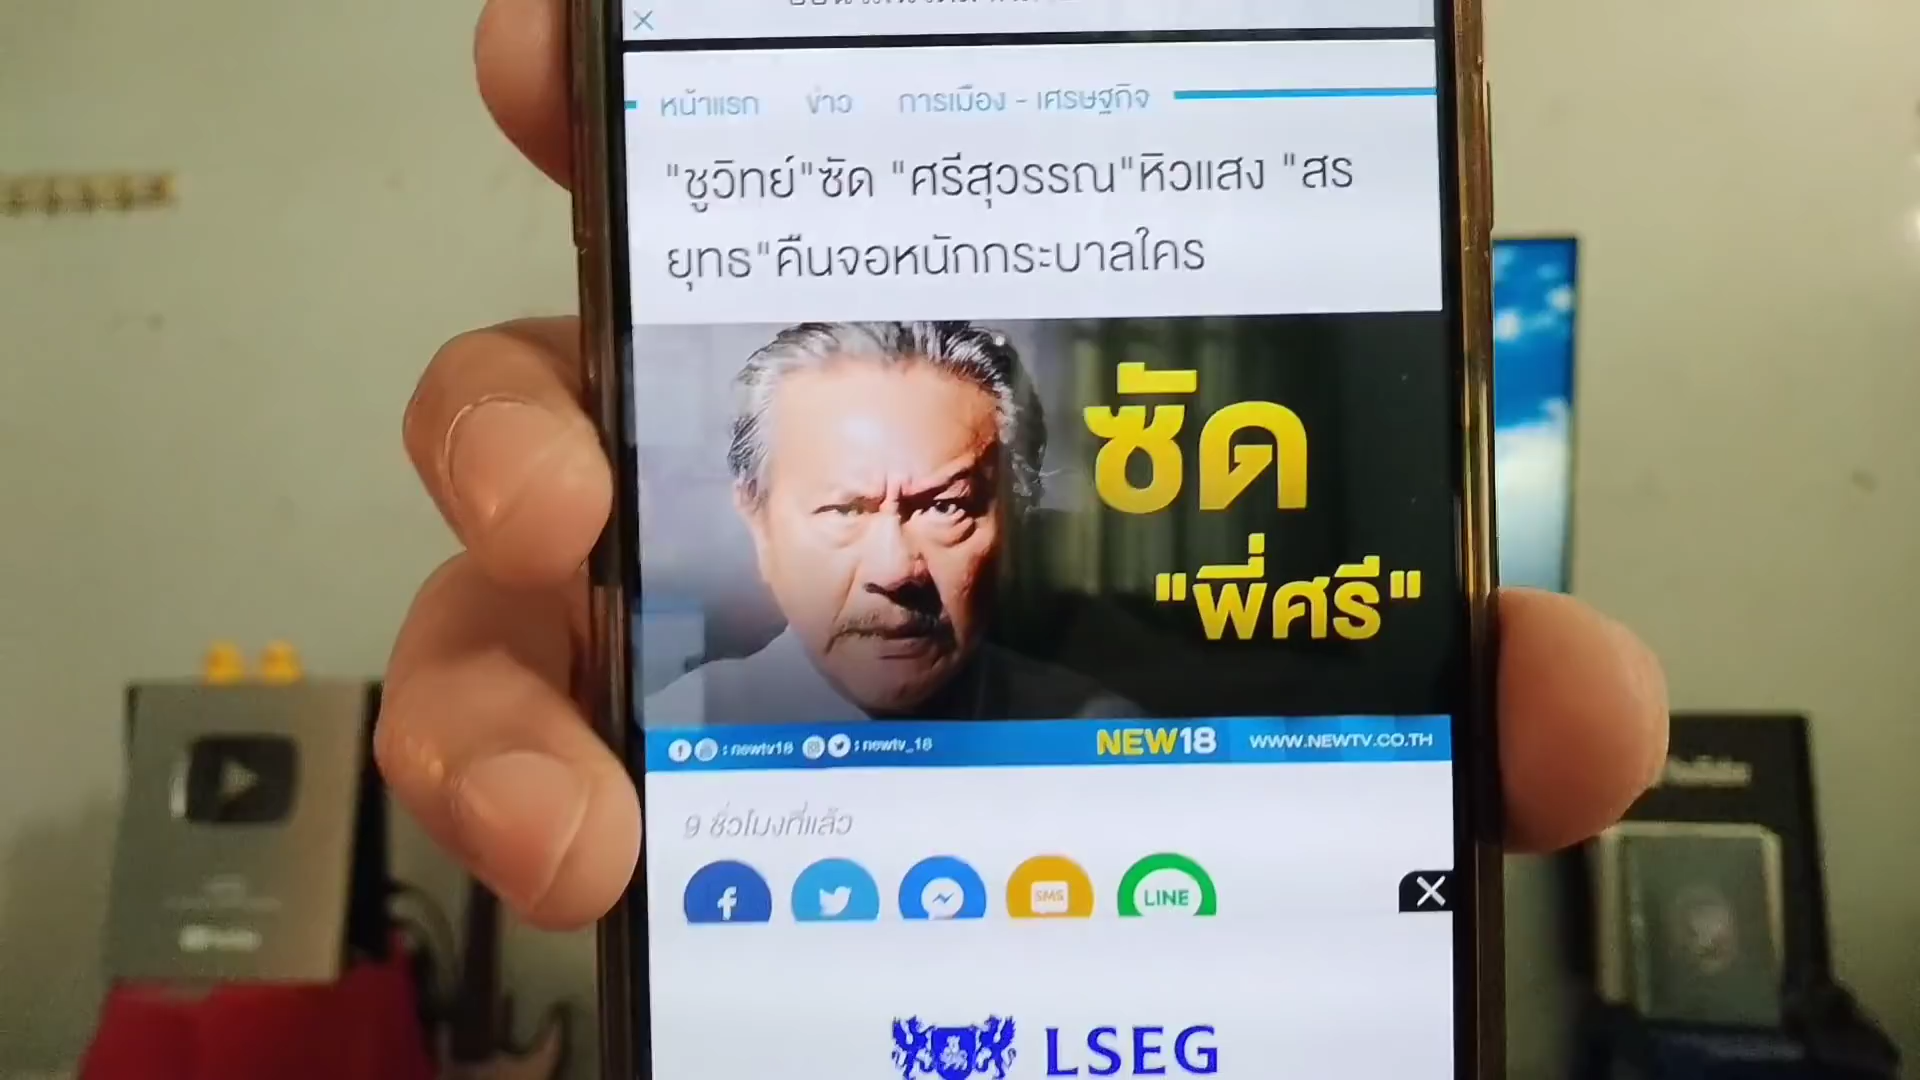 หน้าแรก ข่าว การเมือง - เศรษฐกิจ
"ชูวิทย์"ซัด "ศรีสุวรรณ"หิวแสง "สร
ยุทธ"คืนจอหนักกระบาลใคร
ซัด
"พี่ศรี"
: newtv18 : newtv_18 NEW18 WWW.NEWTV.CO.TH
9 ชั่วโมงที่แล้ว
SMS LINE
LSEG